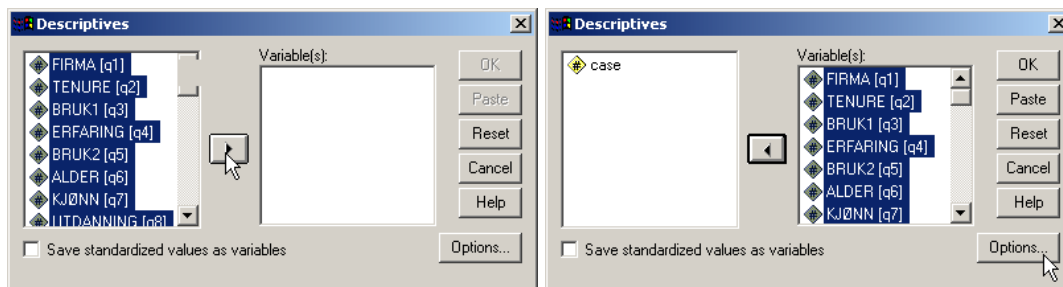 Descriptives
FIRMA [q1]
TENURE [q2]
BRUK1 [q3]
ERFARING [q4]
BRUK2 [q5]
ALDER [q6]
KJØNN [q7]
UTDANNING [q8]
Variable(s):
OK
Paste
Reset
Cancel
Help
Save standardized values as variables
Options...
Descriptives
case
Variable(s):
FIRMA [q1]
TENURE [q2]
BRUK1 [q3]
ERFARING [q4]
BRUK2 [q5]
ALDER [q6]
KJØNN [q7]
OK
Paste
Reset
Cancel
Help
Save standardized values as variables
Options...